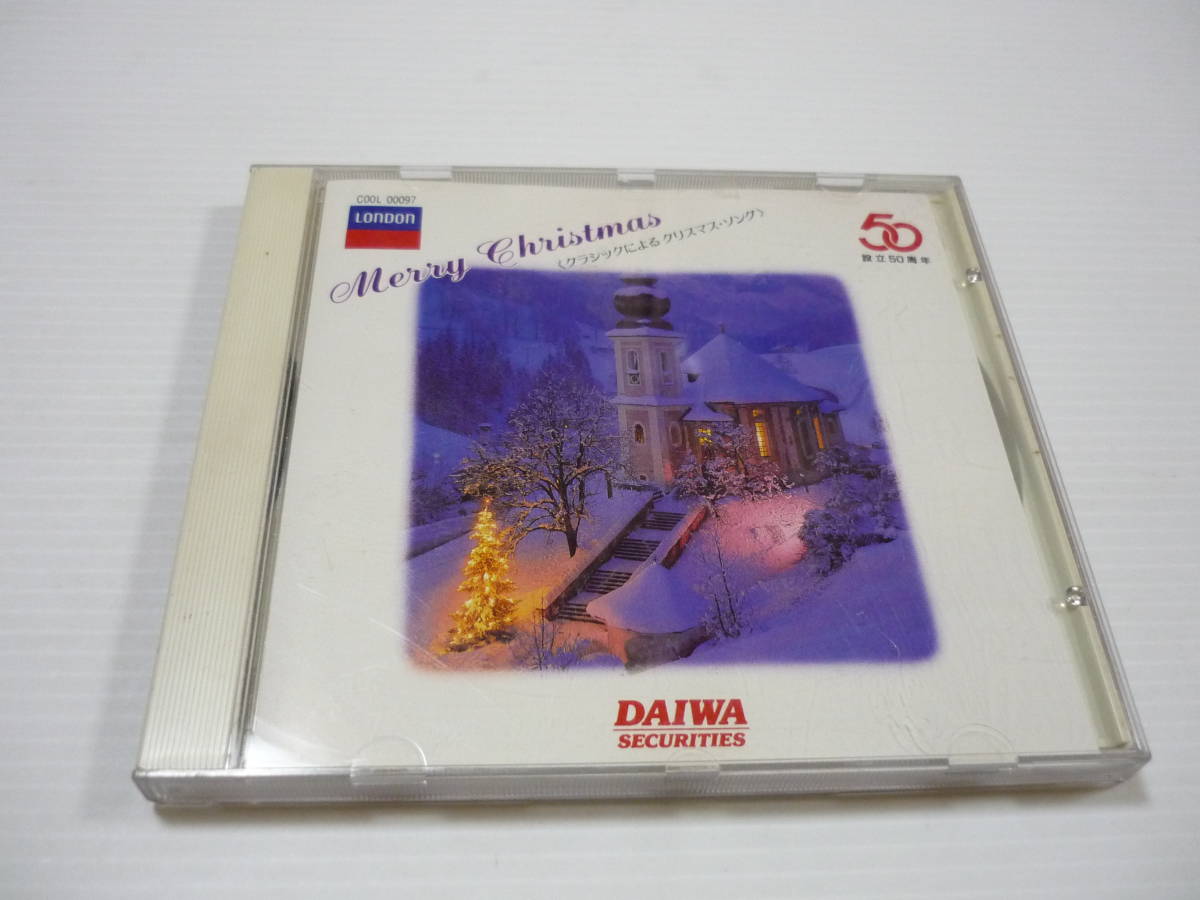 COOL 00097
LONDON
Merry Christmas
《クラシックによるクリスマス・ソング》
50
設立50周年
DAIWA
SECURITIES